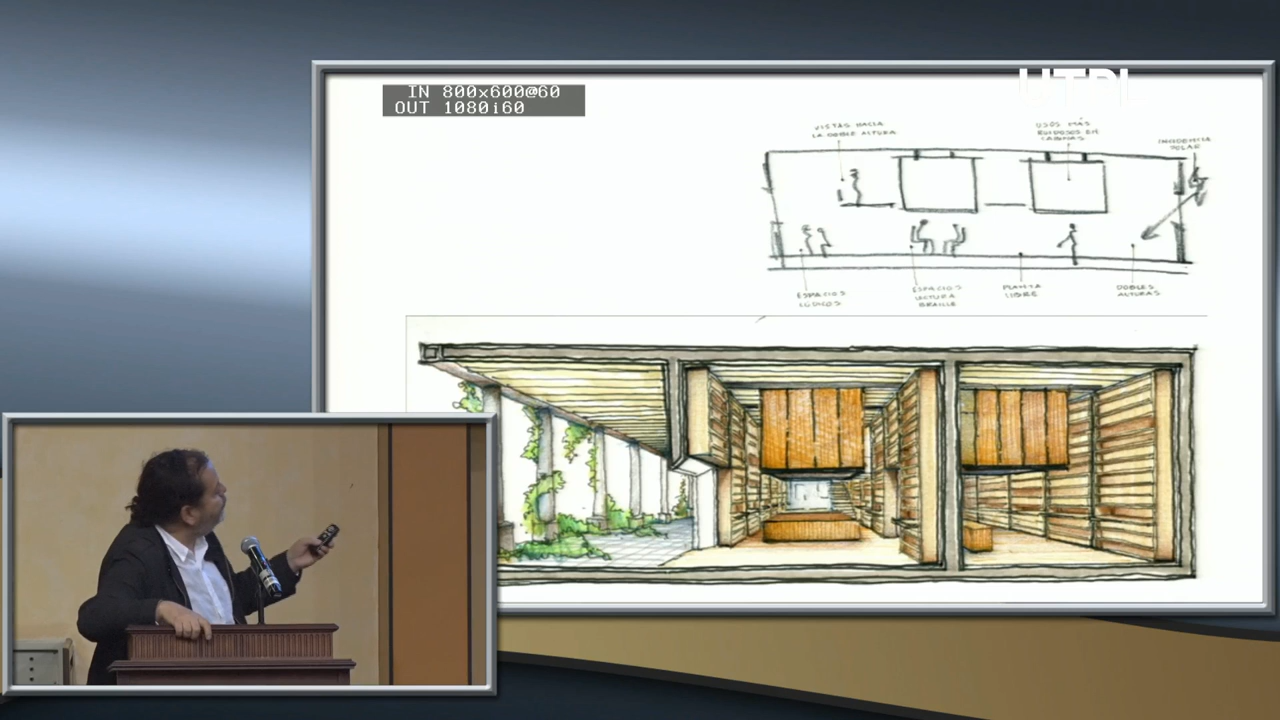 IN 800x600@60
OUT 1080i60
UTPL
VISTAS HACIA
LA DOBLE ALTURA
USOS MÁS
RUIDOSOS EN
CABINAS
INCIDENCIA
SOLAR
ESPACIOS
LÚDICOS
ESPACIOS
LECTURA
BRAILLE
PLANTA
LIBRE
DOBLES
ALTURAS